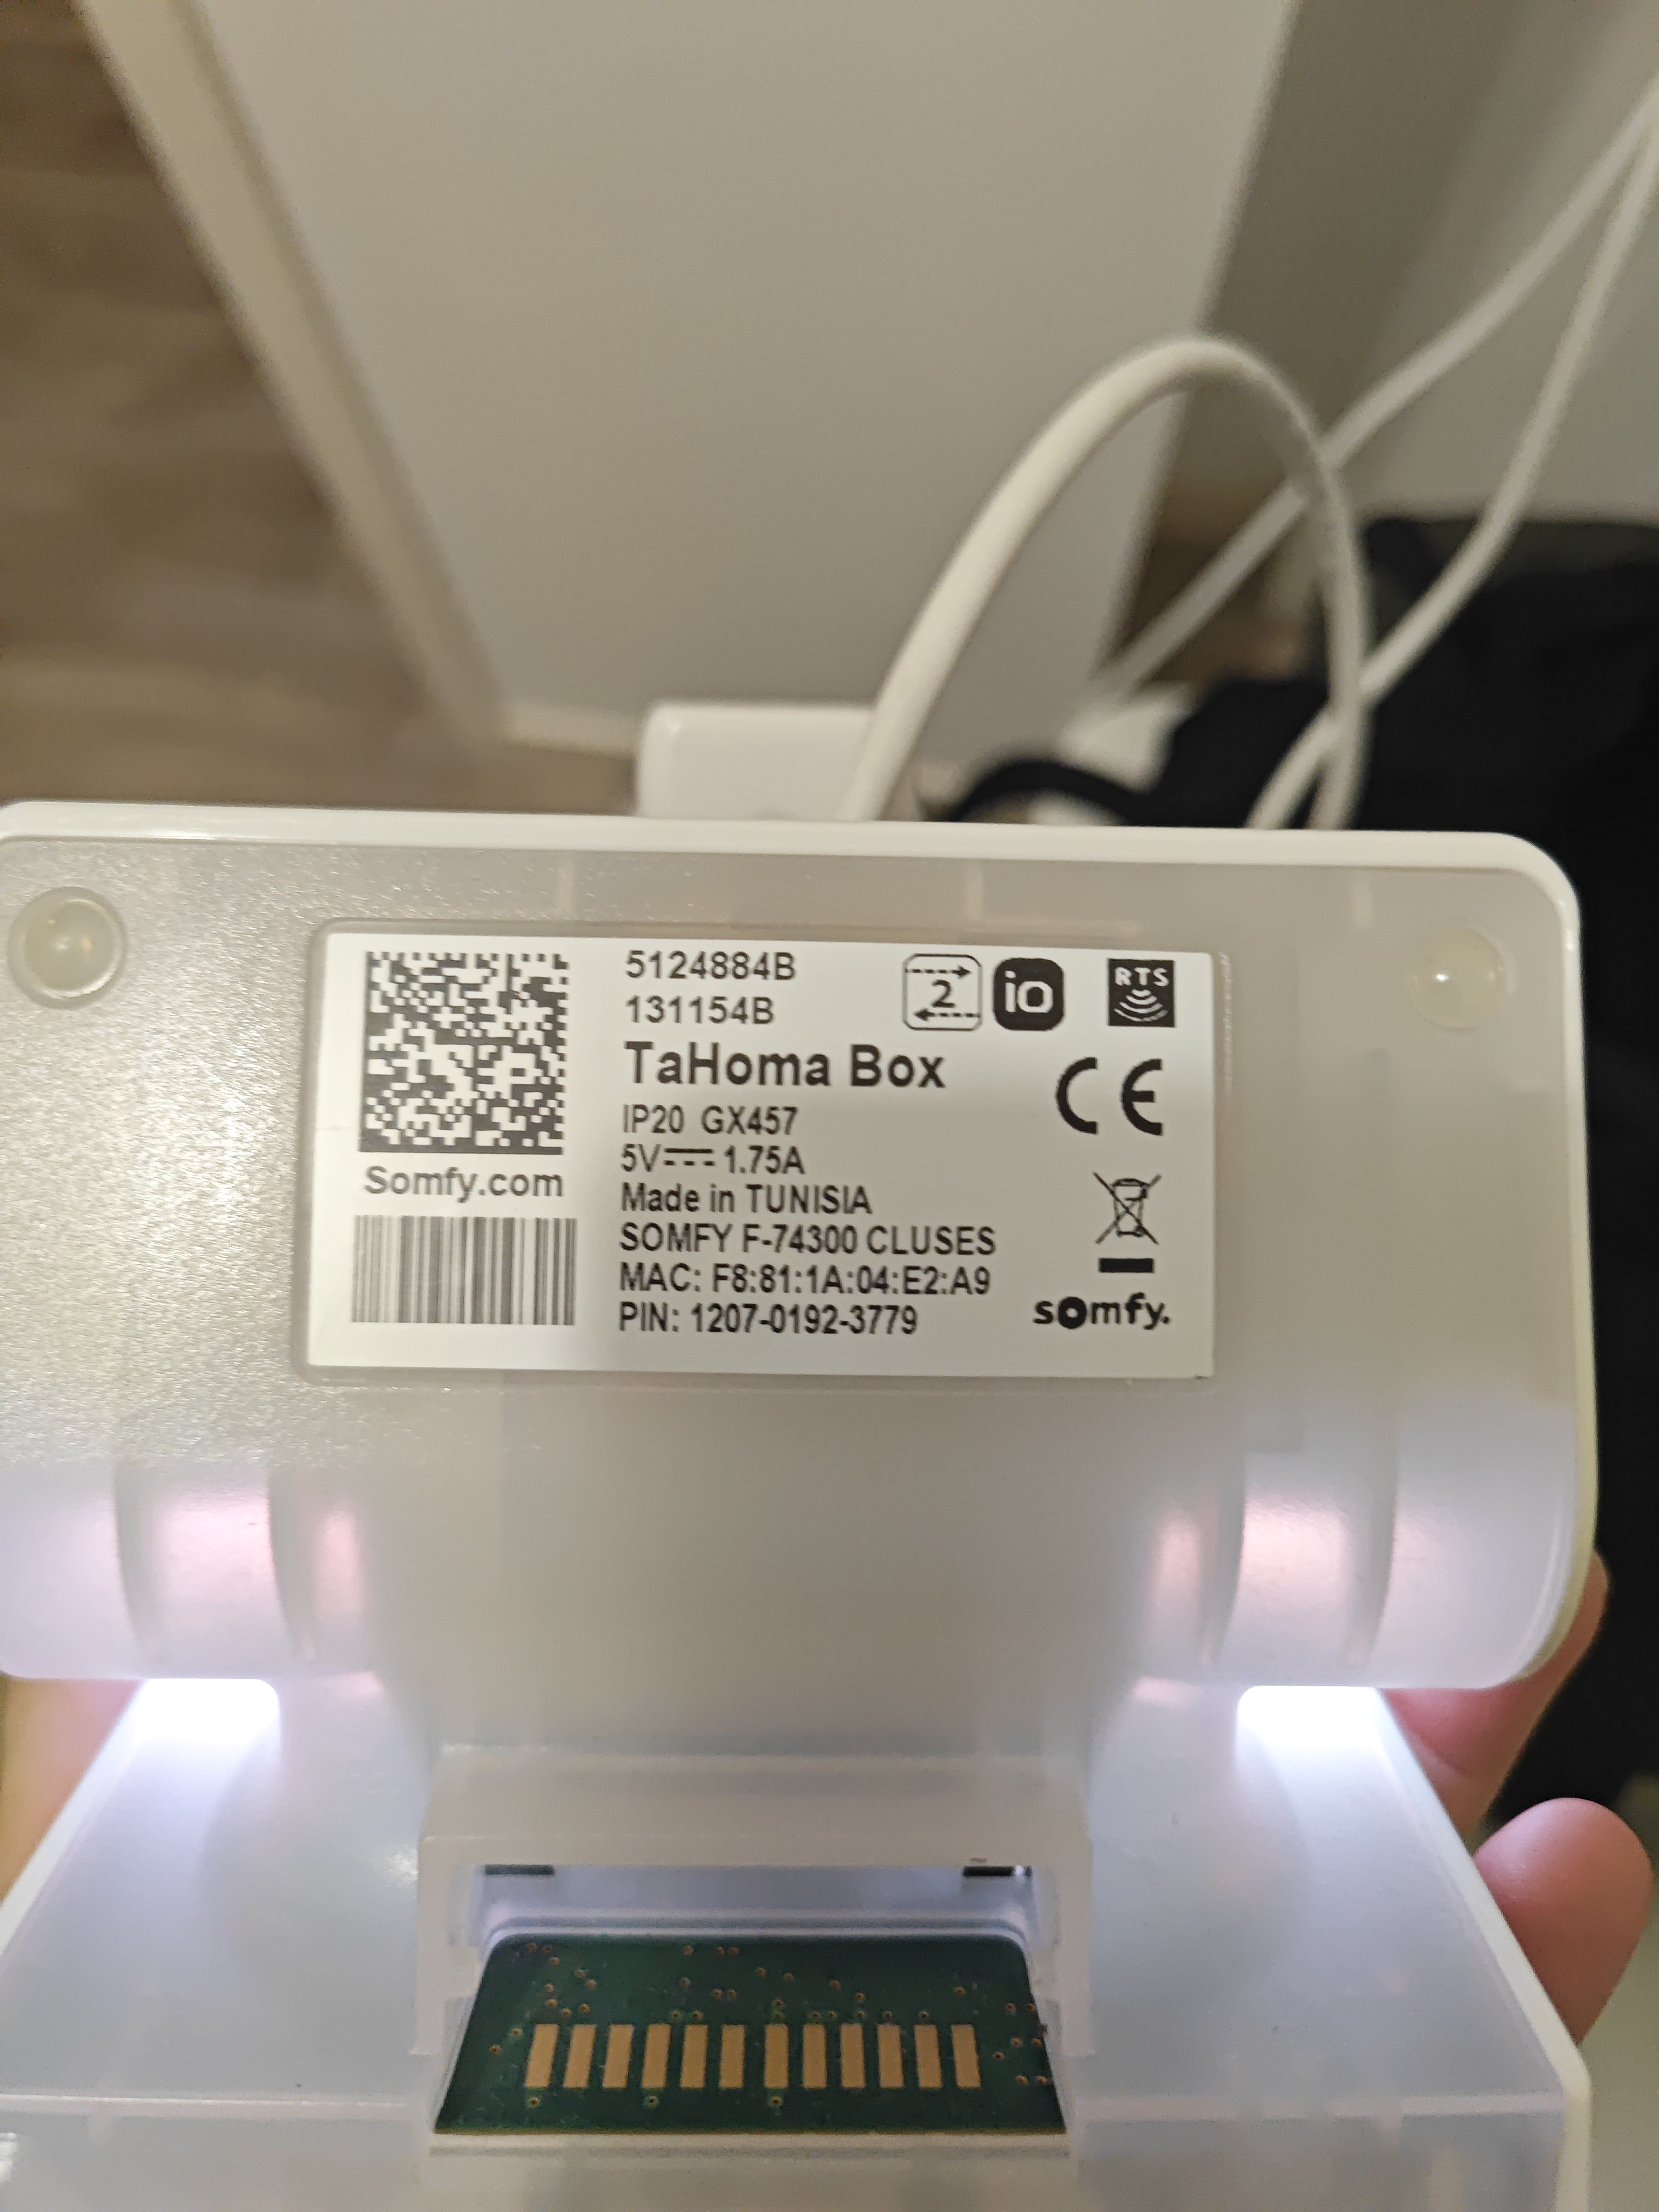 5124884B
131154B
2
io
RTS
TaHoma Box
IP20 GX457
5V⎓1.75A
CE
Made in TUNISIA
Somfy.com
SOMFY F-74300 CLUSES
MAC: F8:81:1A:04:E2:A9
PIN: 1207-0192-3779
somfy.